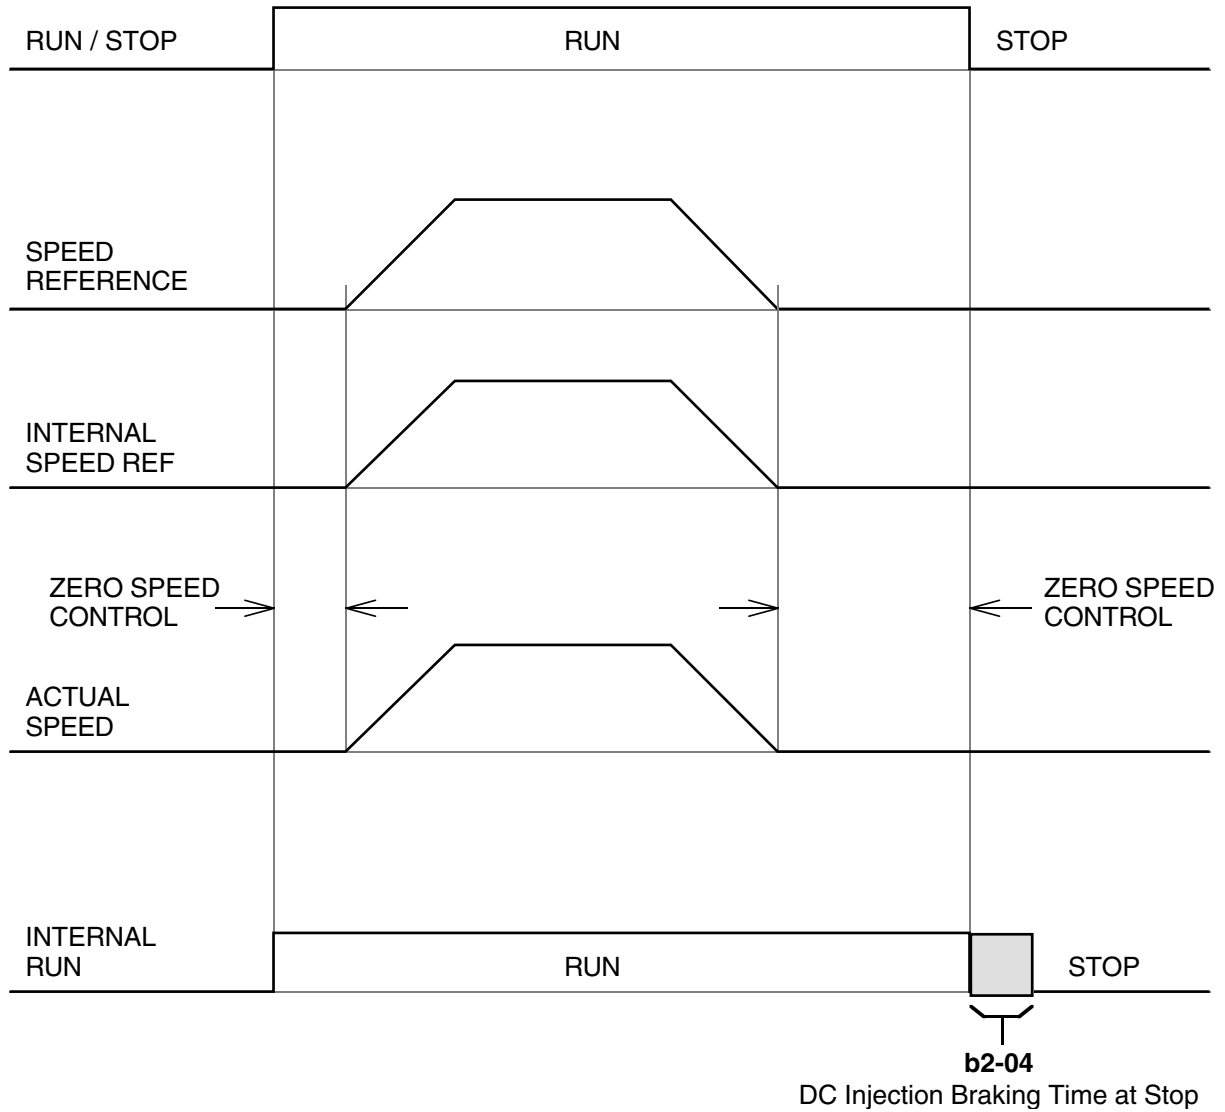 RUN / STOP
RUN
STOP
SPEED
REFERENCE
INTERNAL
SPEED REF
ZERO SPEED
CONTROL
ZERO SPEED
CONTROL
ACTUAL
SPEED
INTERNAL
RUN
RUN
STOP
b2-04
DC Injection Braking Time at Stop